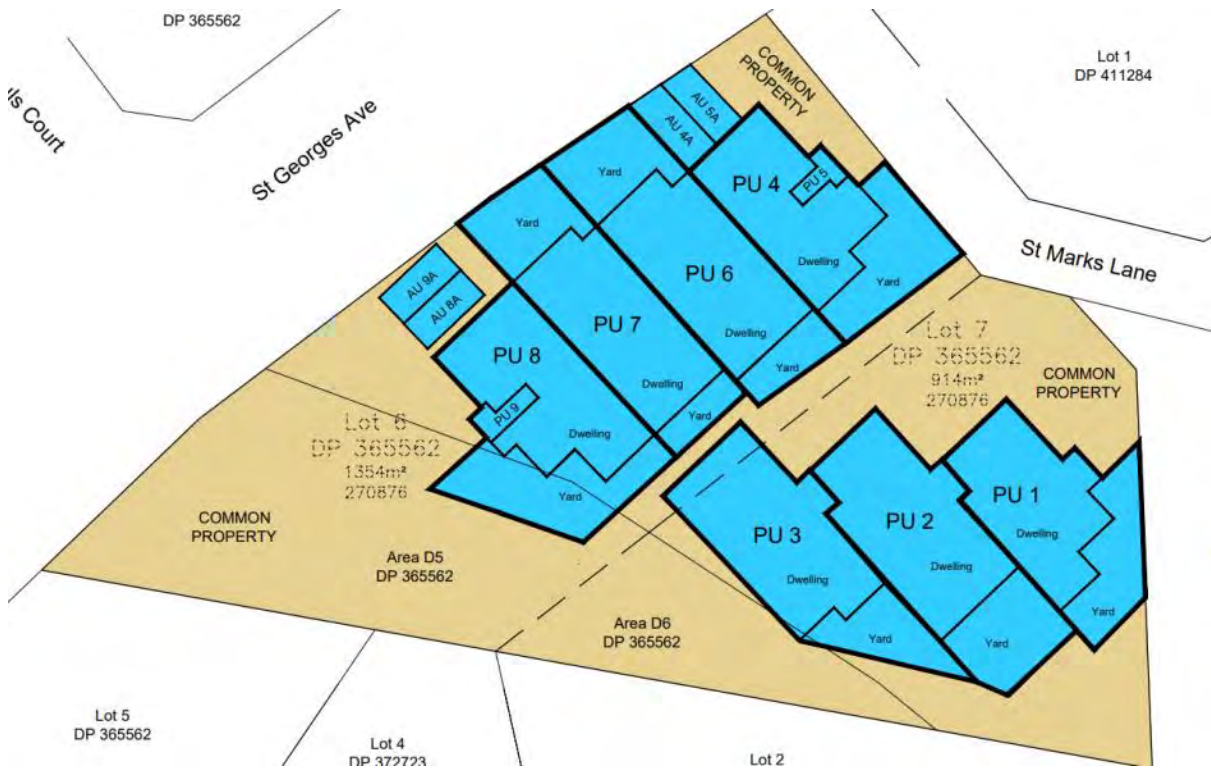 DP 365562
ls Court
St Georges Ave
COMMON
PROPERTY
Lot 1
DP 411284
AU 5A
AU 4A
Yard
PU 4
PU 5
Dwelling
Yard
St Marks Lane
Yard
PU 6
Dwelling
Yard
AU 9A
AU 8A
PU 7
Dwelling
Yard
PU 8
PU 9
Dwelling
Yard
Lot 7
DP 365562
914m²
270876
COMMON
PROPERTY
Lot 6
DP 365562
1354m²
270876
COMMON
PROPERTY
Area D5
DP 365562
PU 1
Dwelling
Yard
PU 2
Dwelling
Yard
PU 3
Dwelling
Yard
Area D6
DP 365562
Lot 5
DP 365562
Lot 4
DP 372723
Lot 2